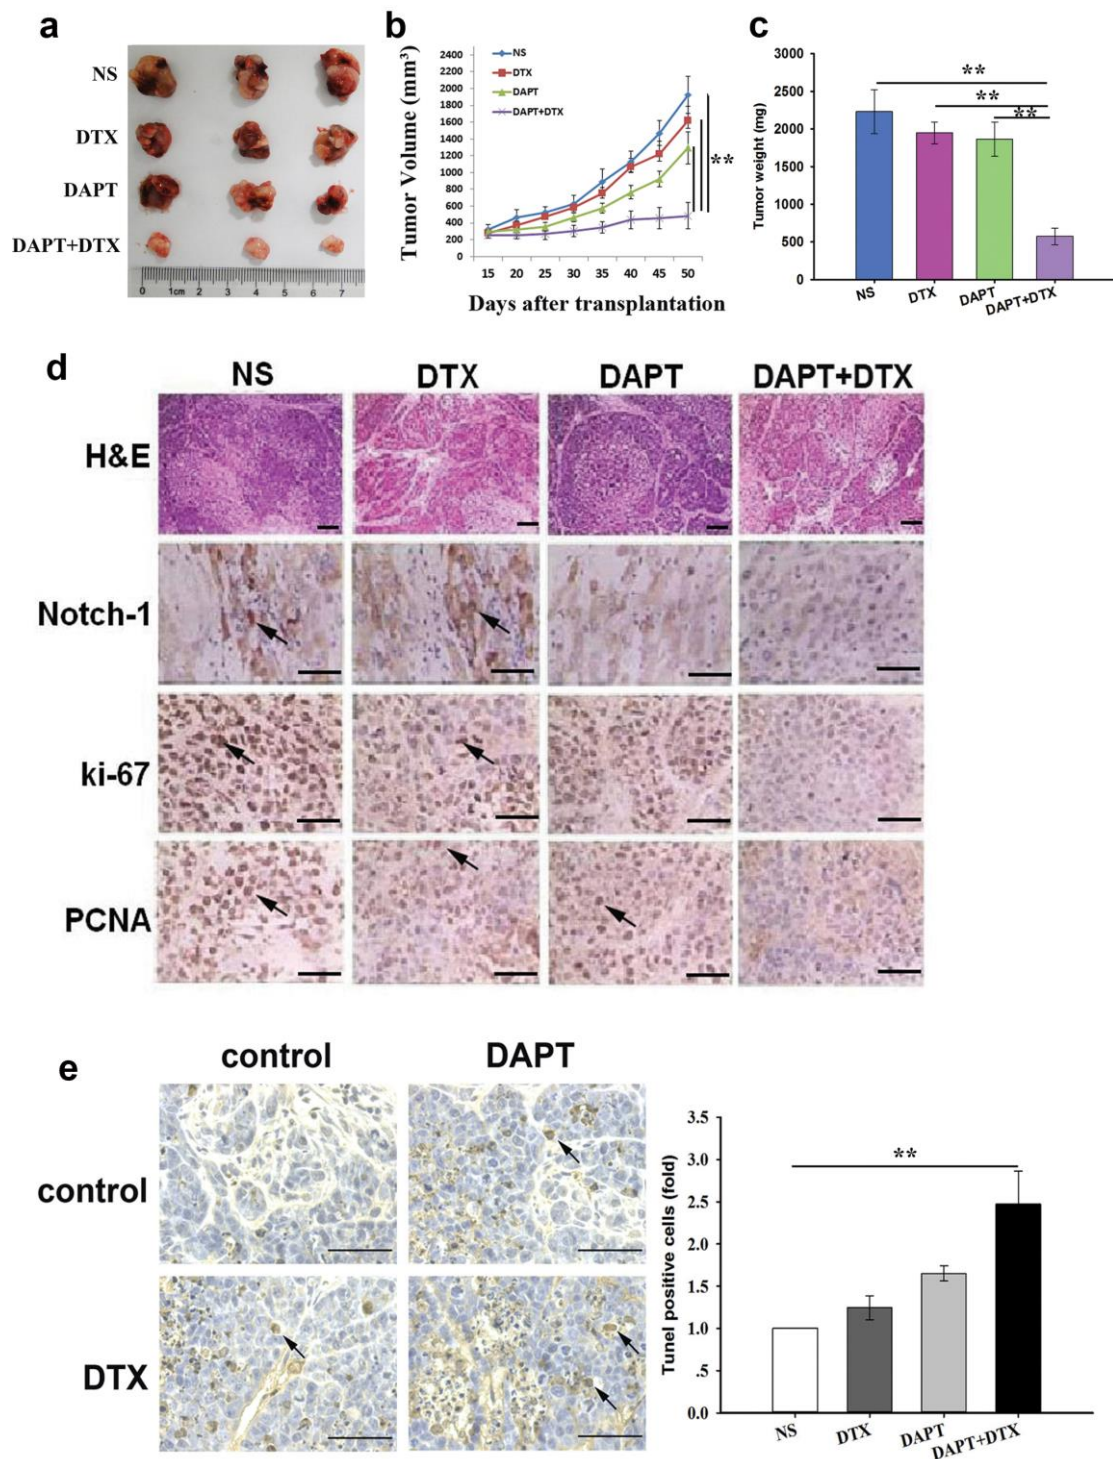 a
NS
DTX
DAPT
DAPT+DTX
0 1cm 2 3 4 5 6 7
b
Tumor Volume (mm³)
2400
2200
2000
1800
1600
1400
1200
1000
800
600
400
200
0
NS
DTX
DAPT
DAPT+DTX
**
15 20 25 30 35 40 45 50
Days after transplantation
c
Tumor weight (mg)
3000
2500
2000
1500
1000
500
0
**
**
**
NS DTX DAPT DAPT+DTX
d
NS DTX DAPT DAPT+DTX
H&E
Notch-1
ki-67
PCNA
e
control DAPT
control
DTX
Tunel positive cells (fold)
3.5
3.0
2.5
2.0
1.5
1.0
.5
0.0
**
NS DTX DAPT DAPT+DTX